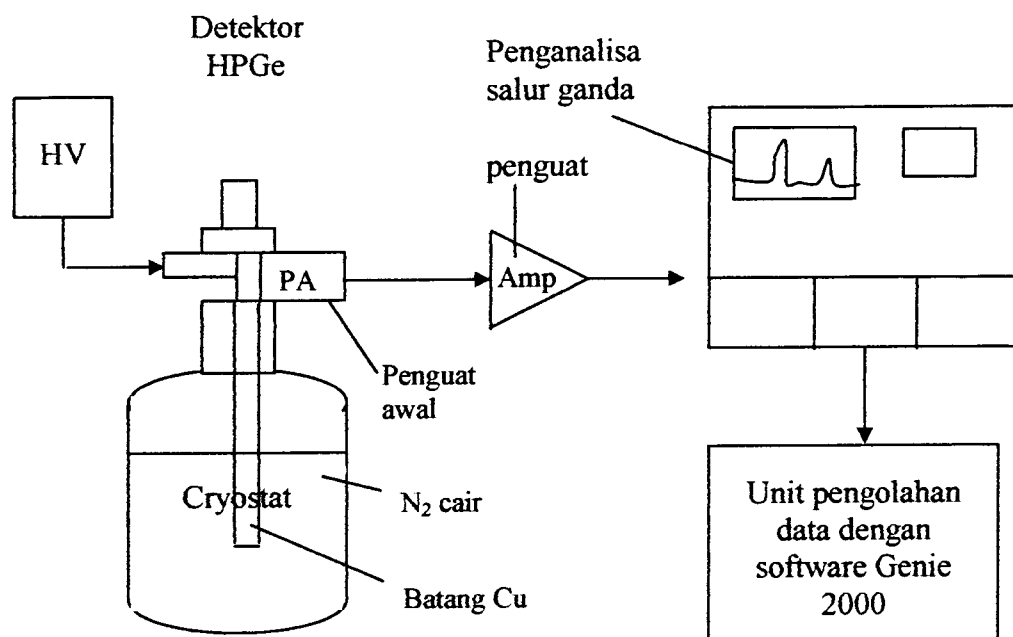 Detektor
HPGe
HV
Penganalisa
salur ganda
penguat
PA
Amp
Penguat
awal
Cryostat
N₂ cair
Batang Cu
Unit pengolahan
data dengan
software Genie
2000